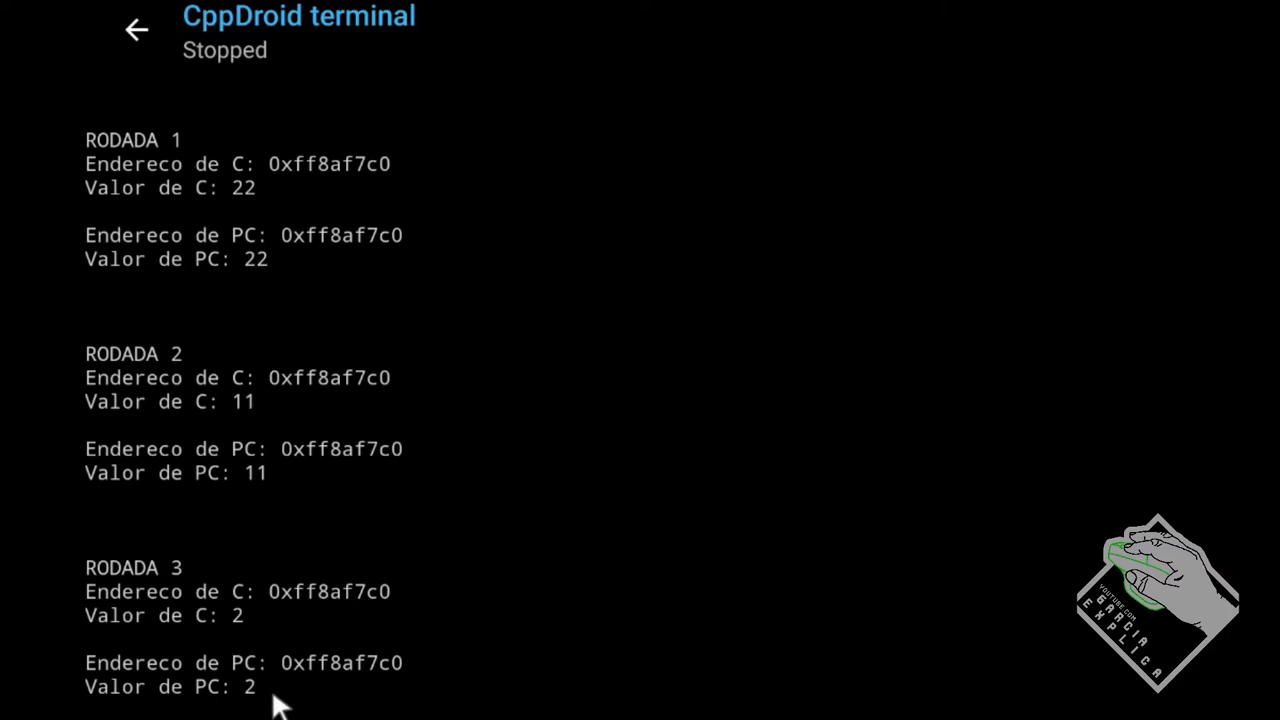 CppDroid terminal
Stopped
RODADA 1
Endereco de C: 0xff8af7c0
Valor de C: 22
Endereco de PC: 0xff8af7c0
Valor de PC: 22
RODADA 2
Endereco de C: 0xff8af7c0
Valor de C: 11
Endereco de PC: 0xff8af7c0
Valor de PC: 11
RODADA 3
Endereco de C: 0xff8af7c0
Valor de C: 2
Endereco de PC: 0xff8af7c0
Valor de PC: 2
YOUTUBE.COM
GARCIA
EXPLICA